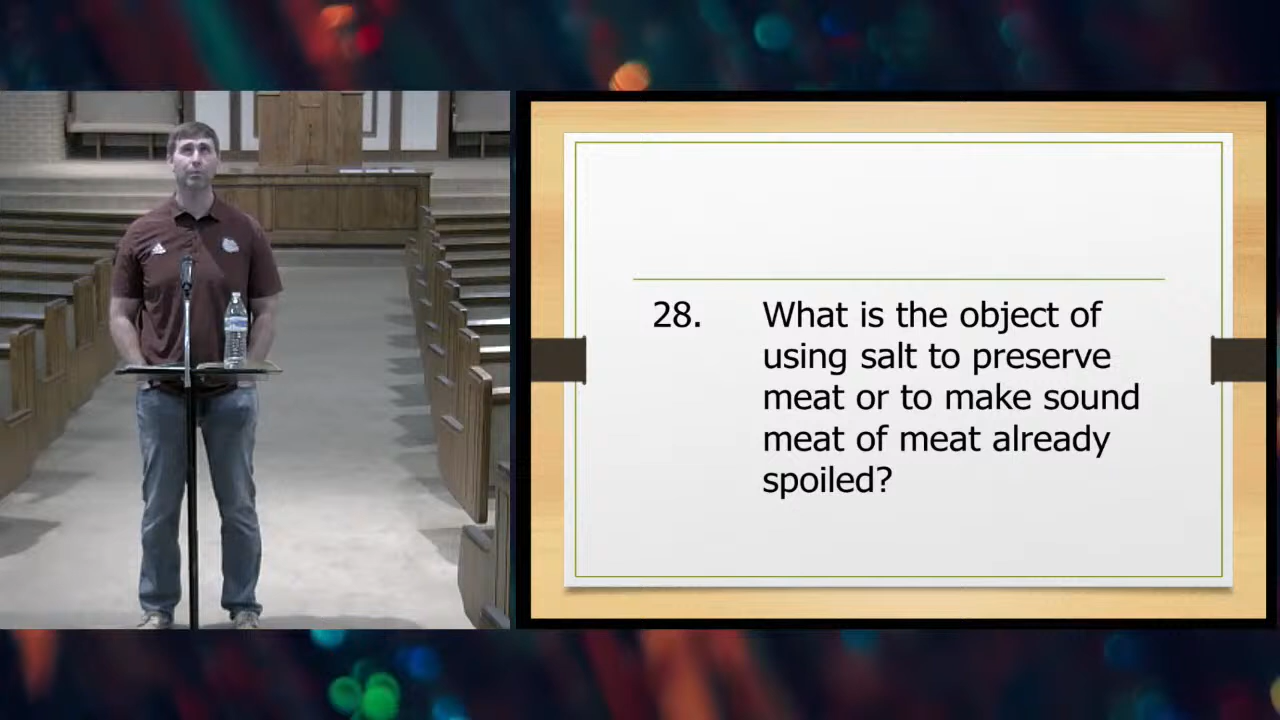 28. What is the object of
using salt to preserve
meat or to make sound
meat of meat already
spoiled?